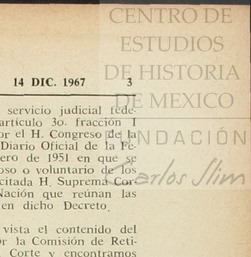 CENTRO DE
ESTUDIOS
DE HISTORIA
DE MEXICO
FUNDACIÓN
Carlos Slim
14 DIC. 1967 3
servicio judicial fede-
artículo 3o. fracción I
or el H. Congreso de la
Diario Oficial de la Fe-
ero de 1951 en que se
oso o voluntario de los
citada H. Suprema Cor-
Nación que reúnan las
en dicho Decreto.
vista el contenido del
or la Comisión de Reti-
Corte y encontramos